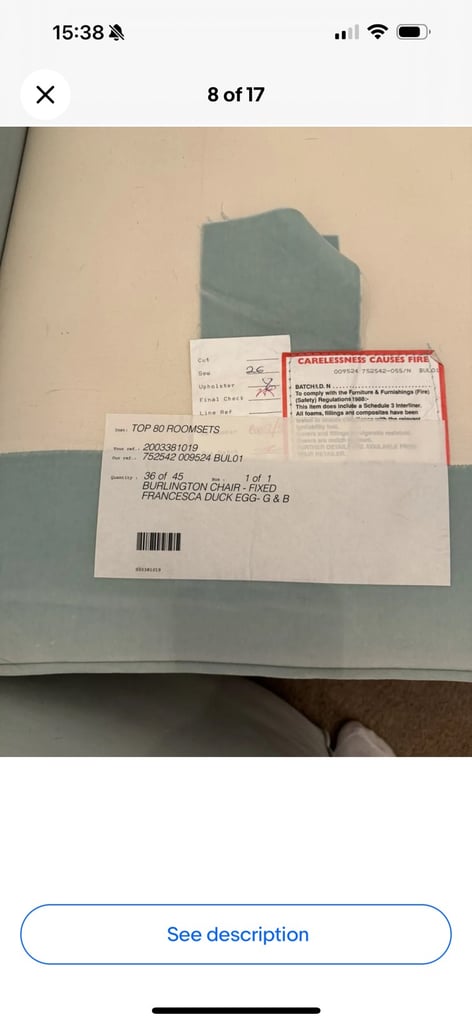 15:38
8 of 17
Cut
Sew 26
Upholster
Final Check
Line Ref
CARELESSNESS CAUSES FIRE
009524 752542-055/N BUL01
BATCH/I.D. N
To comply with the Furniture & Furnishings (Fire)
(Safety) Regulations 1988:-
This item does include a Schedule 3 interliner.
All foams, fillings and composites have been
Cust: TOP 80 ROOMSETS
Your ref.. 2003381019
Our ref.. 752542 009524 BUL01
Quantity : 36 of 45 Box : 1 of 1
BURLINGTON CHAIR - FIXED
FRANCESCA DUCK EGG- G & B
See description